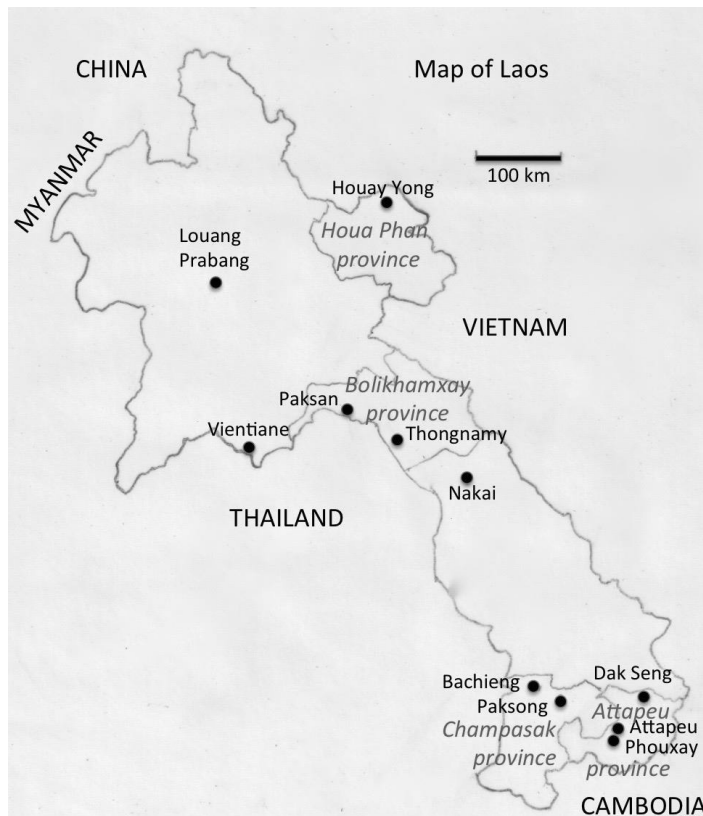 CHINA
Map of Laos
MYANMAR
100 km
Houay Yong
Houa Phan
province
Louang
Prabang
VIETNAM
Bolikhamxay
province
Paksan
Vientiane
Thongnamy
Nakai
THAILAND
Bachieng
Dak Seng
Paksong
Attapeu
Champasak
province
Attapeu
Phouxay
province
CAMBODIA